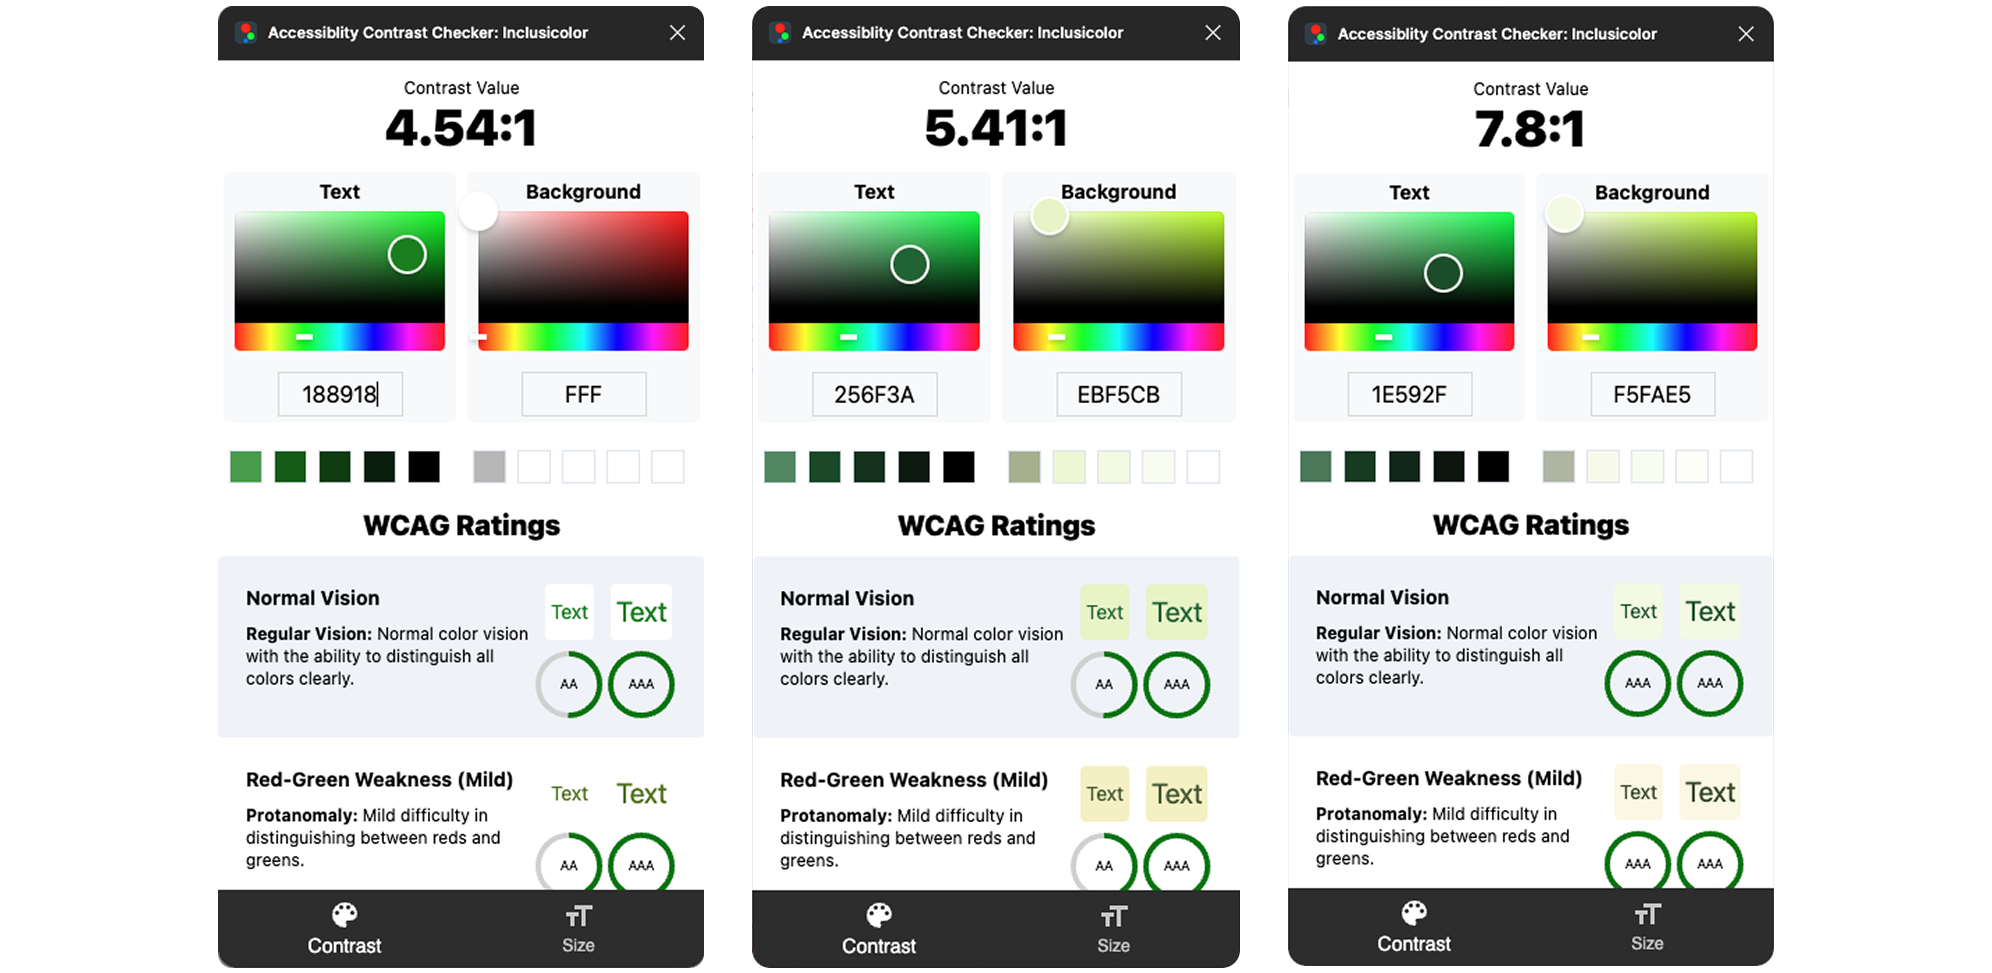 Accessiblity Contrast Checker: Inclusicolor
Contrast Value
4.54:1
Text
Background
188918
FFF
WCAG Ratings
Normal Vision
Text Text
Regular Vision: Normal color vision
with the ability to distinguish all
colors clearly.
AA AAA
Red-Green Weakness (Mild)
Text Text
Protanomaly: Mild difficulty in
distinguishing between reds and
greens.
AA AAA
Contrast
Size
Accessiblity Contrast Checker: Inclusicolor
Contrast Value
5.41:1
Text
Background
256F3A
EBF5CB
WCAG Ratings
Normal Vision
Text Text
Regular Vision: Normal color vision
with the ability to distinguish all
colors clearly.
AA AAA
Red-Green Weakness (Mild)
Text Text
Protanomaly: Mild difficulty in
distinguishing between reds and
greens.
AA AAA
Contrast
Size
Accessiblity Contrast Checker: Inclusicolor
Contrast Value
7.8:1
Text
Background
1E592F
F5FAE5
WCAG Ratings
Normal Vision
Text Text
Regular Vision: Normal color vision
with the ability to distinguish all
colors clearly.
AAA AAA
Red-Green Weakness (Mild)
Text Text
Protanomaly: Mild difficulty in
distinguishing between reds and
greens.
AAA AAA
Contrast
Size